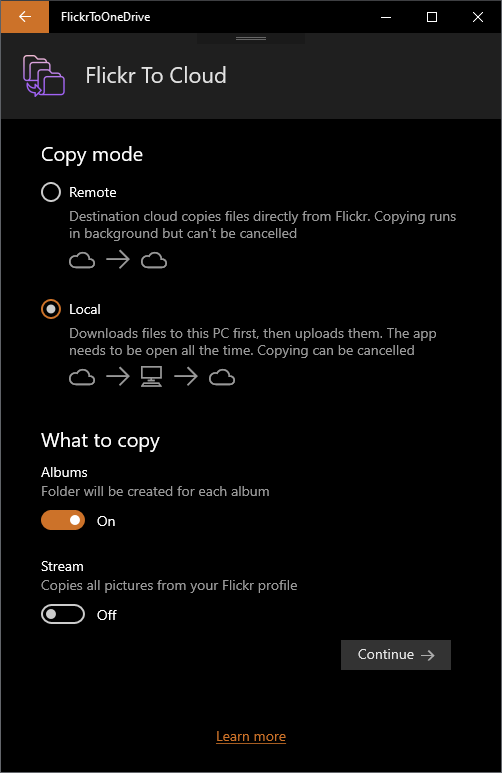 FlickrToOneDrive
Flickr To Cloud
Copy mode
Remote
Destination cloud copies files directly from Flickr. Copying runs
in background but can't be cancelled
Local
Downloads files to this PC first, then uploads them. The app
needs to be open all the time. Copying can be cancelled
What to copy
Albums
Folder will be created for each album
On
Stream
Copies all pictures from your Flickr profile
Off
Continue
Learn more